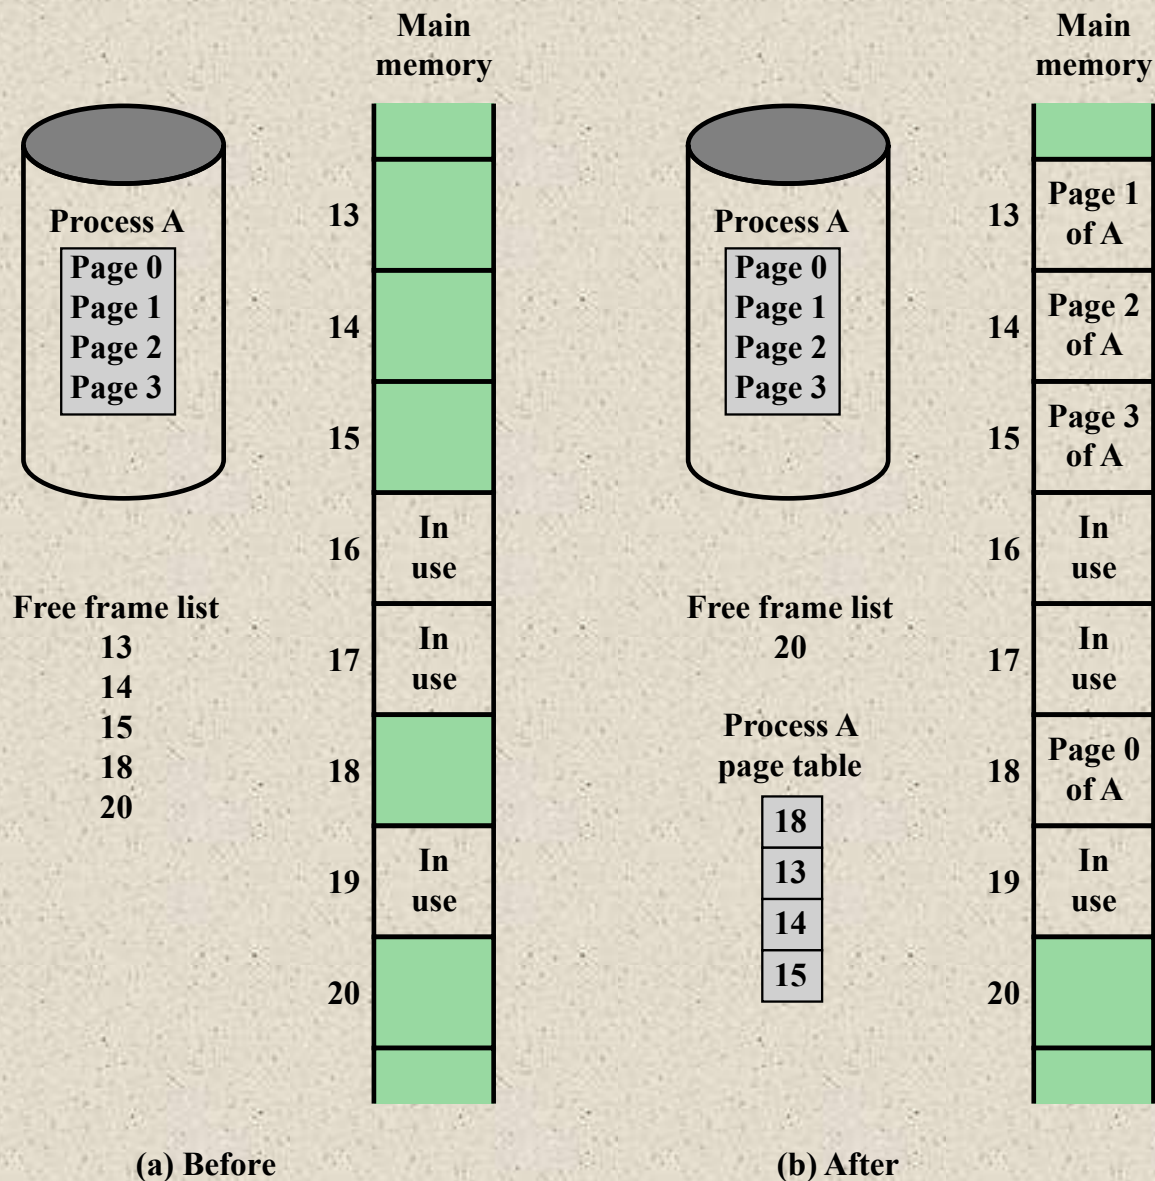 Main
memory
Process A
Page 0
Page 1
Page 2
Page 3
Free frame list
13
14
15
18
20
13
14
15
16
In
use
17
In
use
18
19
In
use
20
(a) Before
Main
memory
Process A
Page 0
Page 1
Page 2
Page 3
Free frame list
20
Process A
page table
18
13
14
15
13
Page 1
of A
14
Page 2
of A
15
Page 3
of A
16
In
use
17
In
use
18
Page 0
of A
19
In
use
20
(b) After